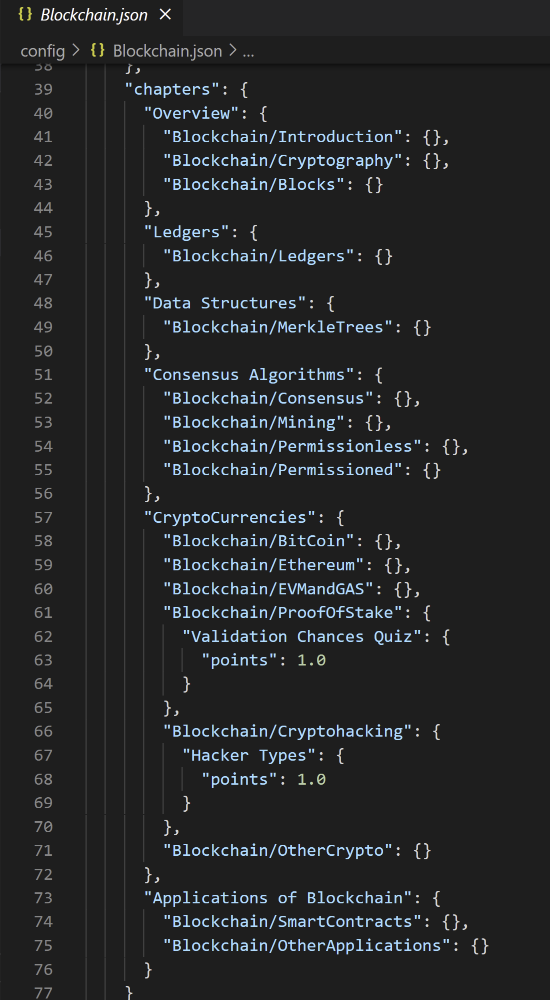 {} Blockchain.json ×
config > {} Blockchain.json > ...
38 },
39 "chapters": {
40 "Overview": {
41 "Blockchain/Introduction": {},
42 "Blockchain/Cryptography": {},
43 "Blockchain/Blocks": {}
44 },
45 "Ledgers": {
46 "Blockchain/Ledgers": {}
47 },
48 "Data Structures": {
49 "Blockchain/MerkleTrees": {}
50 },
51 "Consensus Algorithms": {
52 "Blockchain/Consensus": {},
53 "Blockchain/Mining": {},
54 "Blockchain/Permissionless": {},
55 "Blockchain/Permissioned": {}
56 },
57 "CryptoCurrencies": {
58 "Blockchain/BitCoin": {},
59 "Blockchain/Ethereum": {},
60 "Blockchain/EVMandGAS": {},
61 "Blockchain/ProofOfStake": {
62 "Validation Chances Quiz": {
63 "points": 1.0
64 }
65 },
66 "Blockchain/Cryptohacking": {
67 "Hacker Types": {
68 "points": 1.0
69 }
70 },
71 "Blockchain/OtherCrypto": {}
72 },
73 "Applications of Blockchain": {
74 "Blockchain/SmartContracts": {},
75 "Blockchain/OtherApplications": {}
76 }
77 }